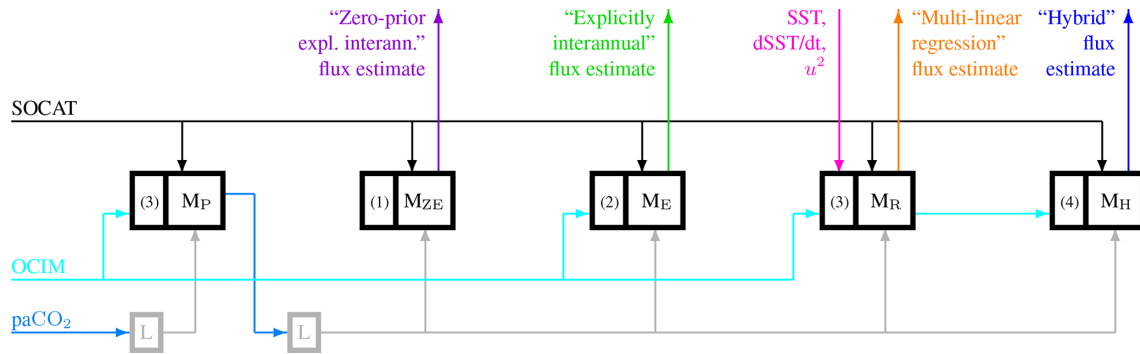 “Zero-prior
expl. interann.”
flux estimate
“Explicitly
interannual”
flux estimate
SST,
dSST/dt,
u²
“Multi-linear
regression”
flux estimate
“Hybrid”
flux
estimate
SOCAT
(3) M_P
(1) M_ZE
(2) M_E
(3) M_R
(4) M_H
OCIM
paCO₂
L
L